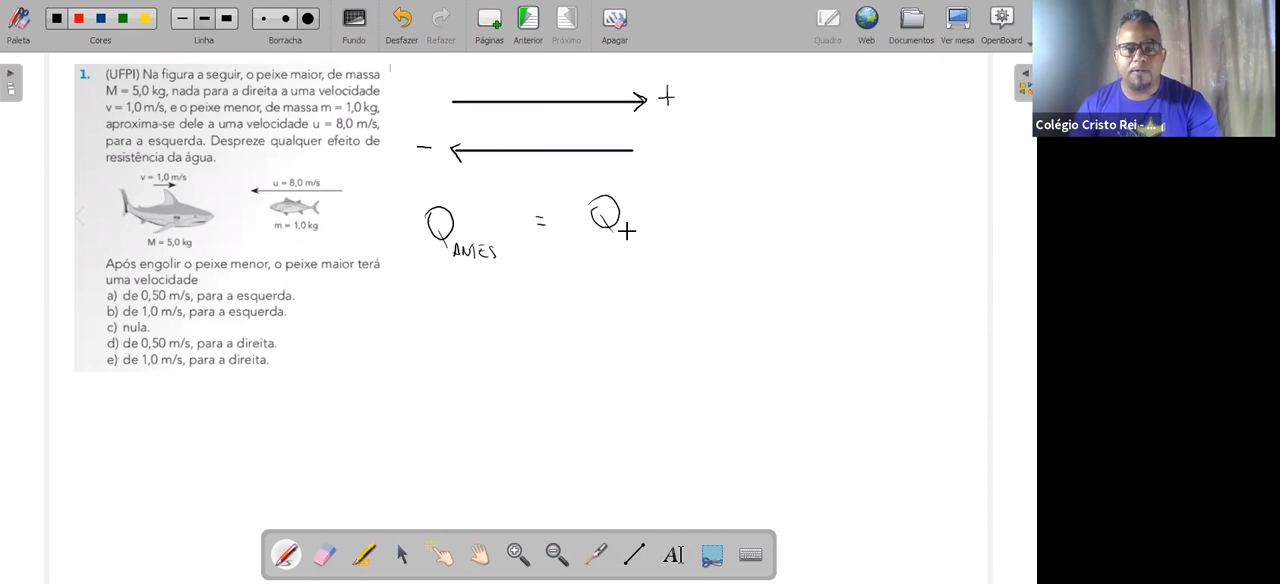 Paleta
Cores
Linha
Borracha
Fundo
Desfazer
Refazer
Páginas
Anterior
Próximo
Apagar
Quadro
Web
Documentos
Ver mesa
OpenBoard
Colégio Cristo Rei - ...
1. (UFPI) Na figura a seguir, o peixe maior, de massa
M = 5,0 kg, nada para a direita a uma velocidade
v = 1,0 m/s, e o peixe menor, de massa m = 1,0 kg,
aproxima-se dele a uma velocidade u = 8,0 m/s,
para a esquerda. Despreze qualquer efeito de
resistência da água.
v = 1,0 m/s
u = 8,0 m/s
m = 1,0 kg
M = 5,0 kg
Após engolir o peixe menor, o peixe maior terá
uma velocidade
a) de 0,50 m/s, para a esquerda.
b) de 1,0 m/s, para a esquerda.
c) nula.
d) de 0,50 m/s, para a direita.
e) de 1,0 m/s, para a direita.
+
-
Q ANTES = Q